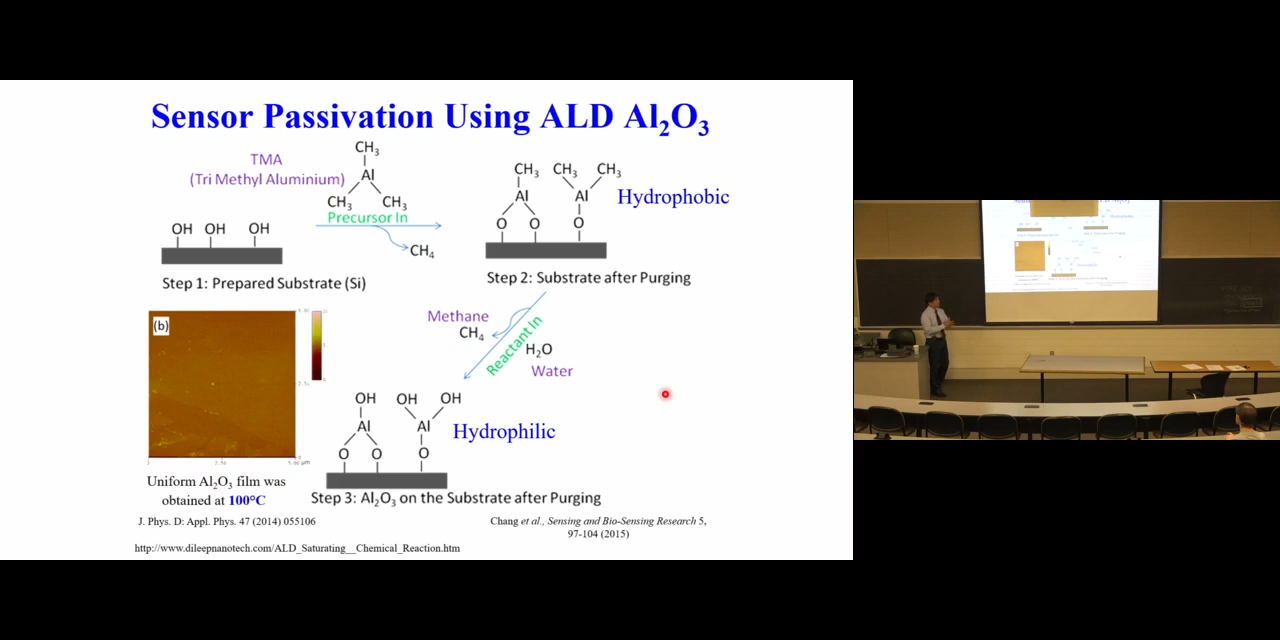 Sensor Passivation Using ALD Al₂O₃
TMA
(Tri Methyl Aluminium)
CH₃
Al
CH₃ CH₃
Precursor In
CH₄
OH OH OH
Step 1: Prepared Substrate (Si)
CH₃ CH₃ CH₃
Al Al
O O O
Hydrophobic
Step 2: Substrate after Purging
Methane
CH₄
Reactant In
H₂O
Water
(b)
OH OH OH
Al Al
O O O
Hydrophilic
Step 3: Al₂O₃ on the Substrate after Purging
Uniform Al₂O₃ film was
obtained at 100°C
J. Phys. D: Appl. Phys. 47 (2014) 055106
Chang et al., Sensing and Bio-Sensing Research 5,
97-104 (2015)
http://www.dileepnanotech.com/ALD_Saturating__Chemical_Reaction.htm